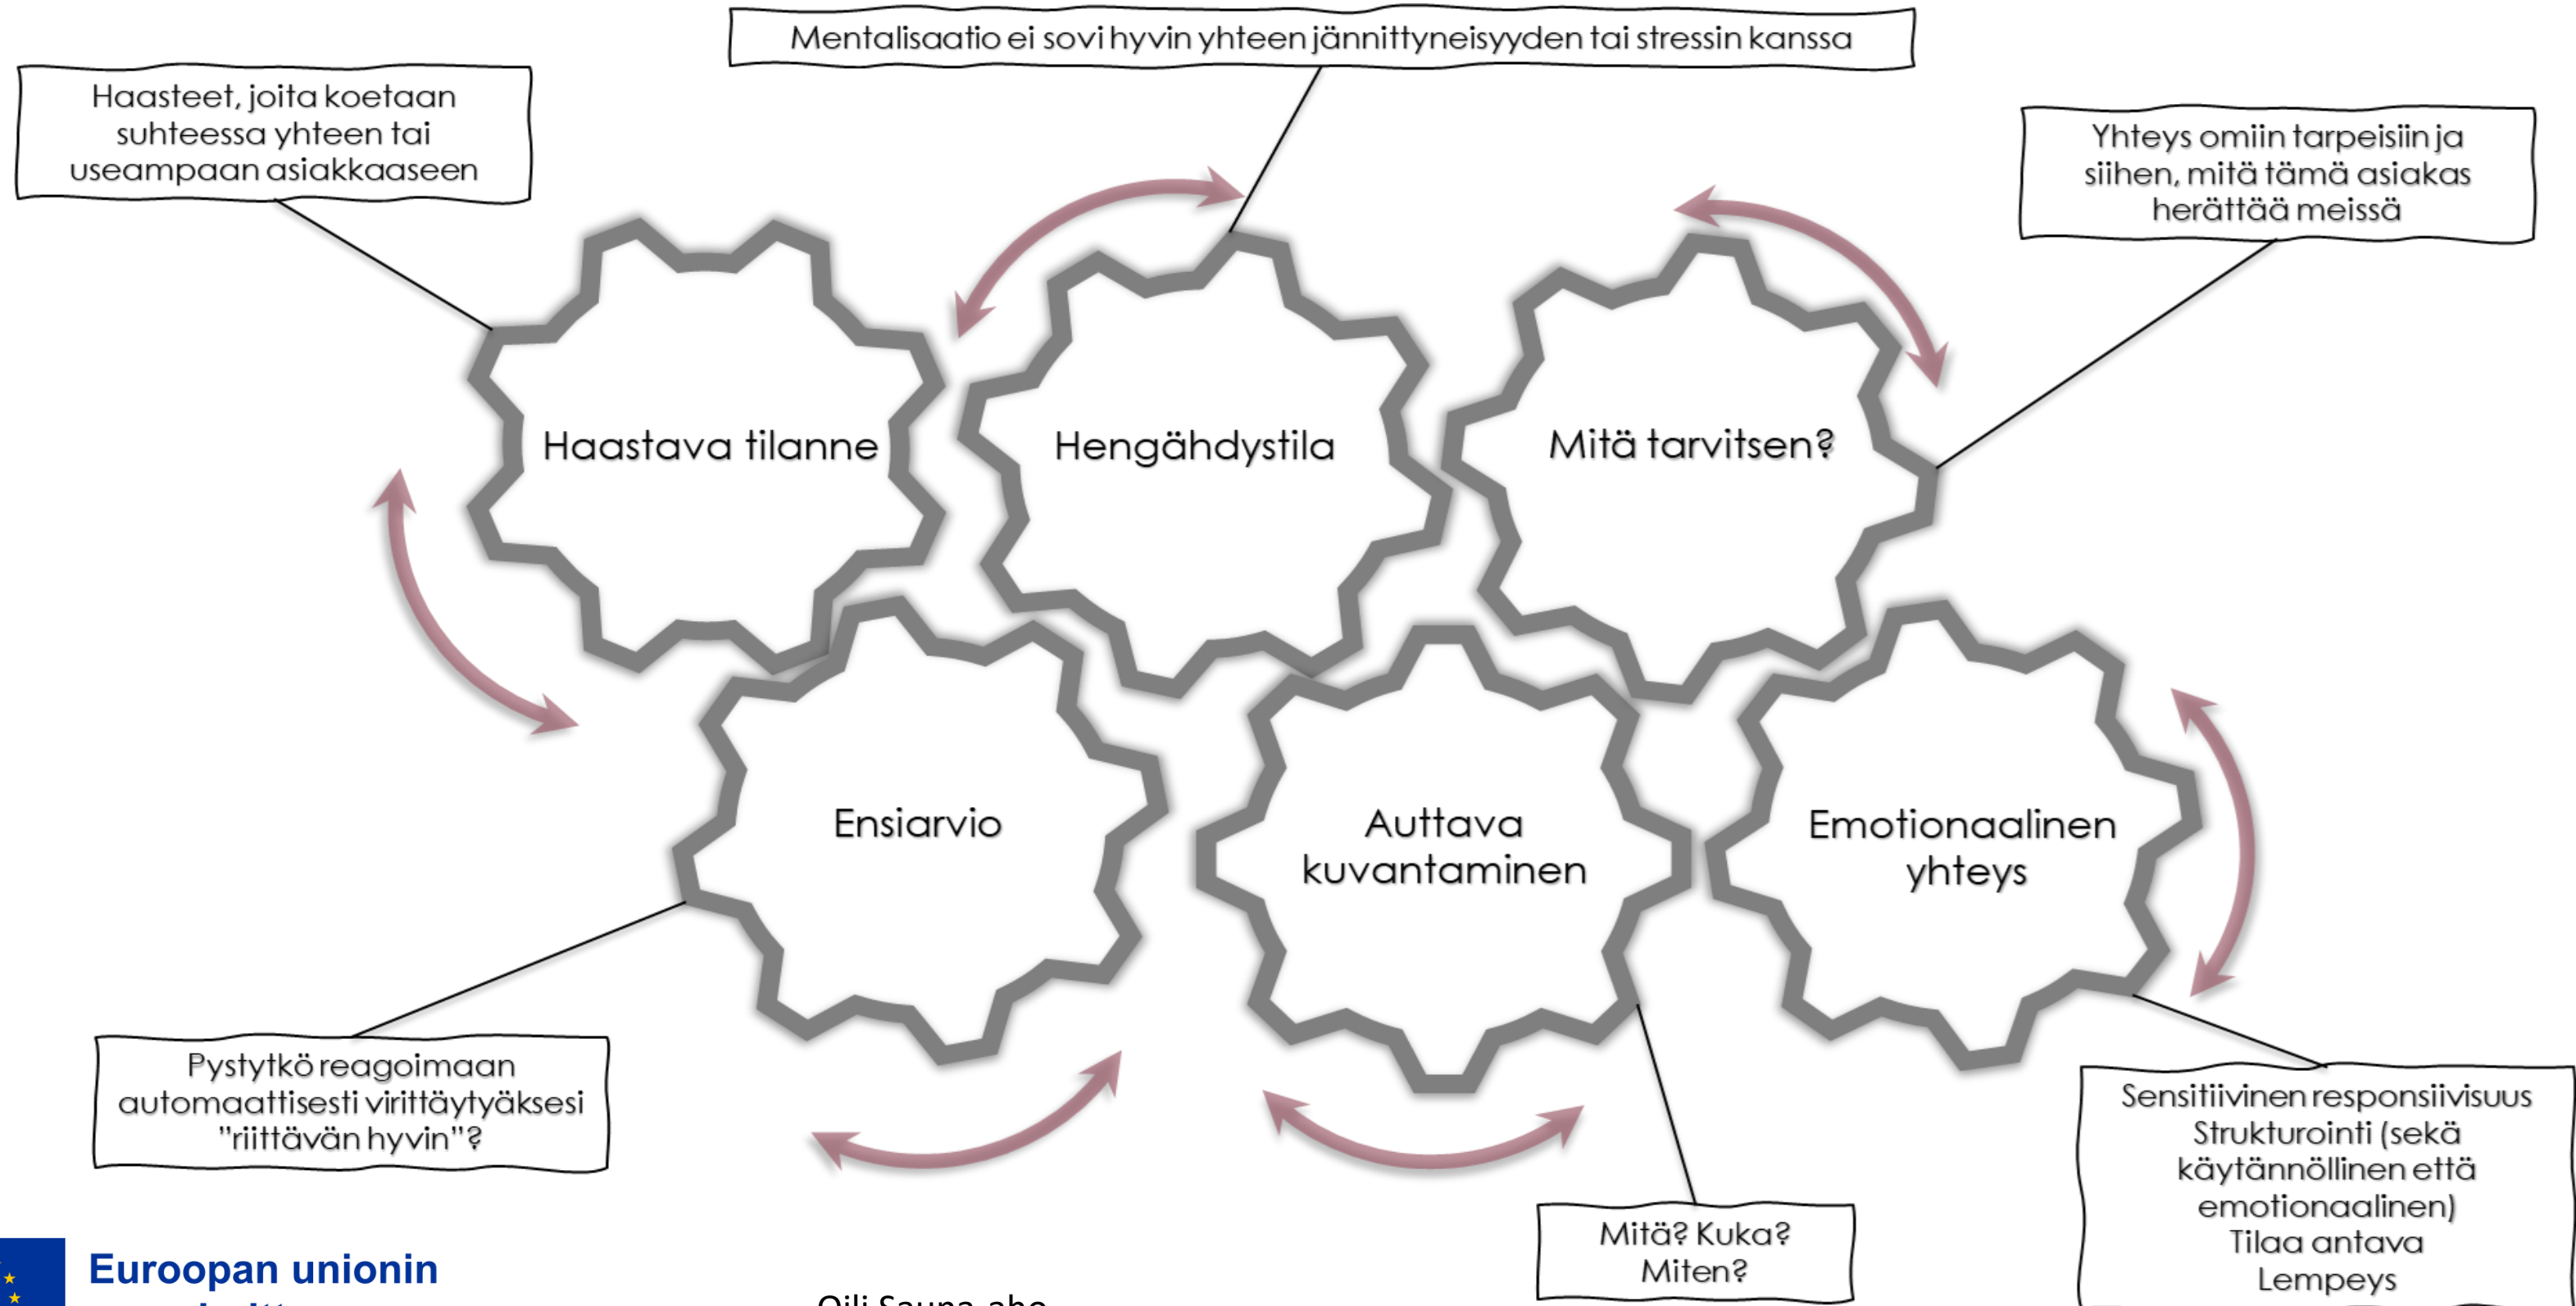 Mentalisaatio ei sovi hyvin yhteen jännittyneisyyden tai stressin kanssa
Haasteet, joita koetaan
suhteessa yhteen tai
useampaan asiakkaaseen
Yhteys omiin tarpeisiin ja
siihen, mitä tämä asiakas
herättää meissä
Haastava tilanne
Hengähdystila
Mitä tarvitsen?
Ensiarvio
Auttava
kuvantaminen
Emotionaalinen
yhteys
Pystytkö reagoimaan
automaattisesti virittäytyäksesi
”riittävän hyvin”?
Mitä? Kuka?
Miten?
Sensitiivinen responsiivisuus
Strukturointi (sekä
käytännöllinen että
emotionaalinen)
Tilaa antava
Lempeys
Euroopan unionin
Oili Sauna-aho